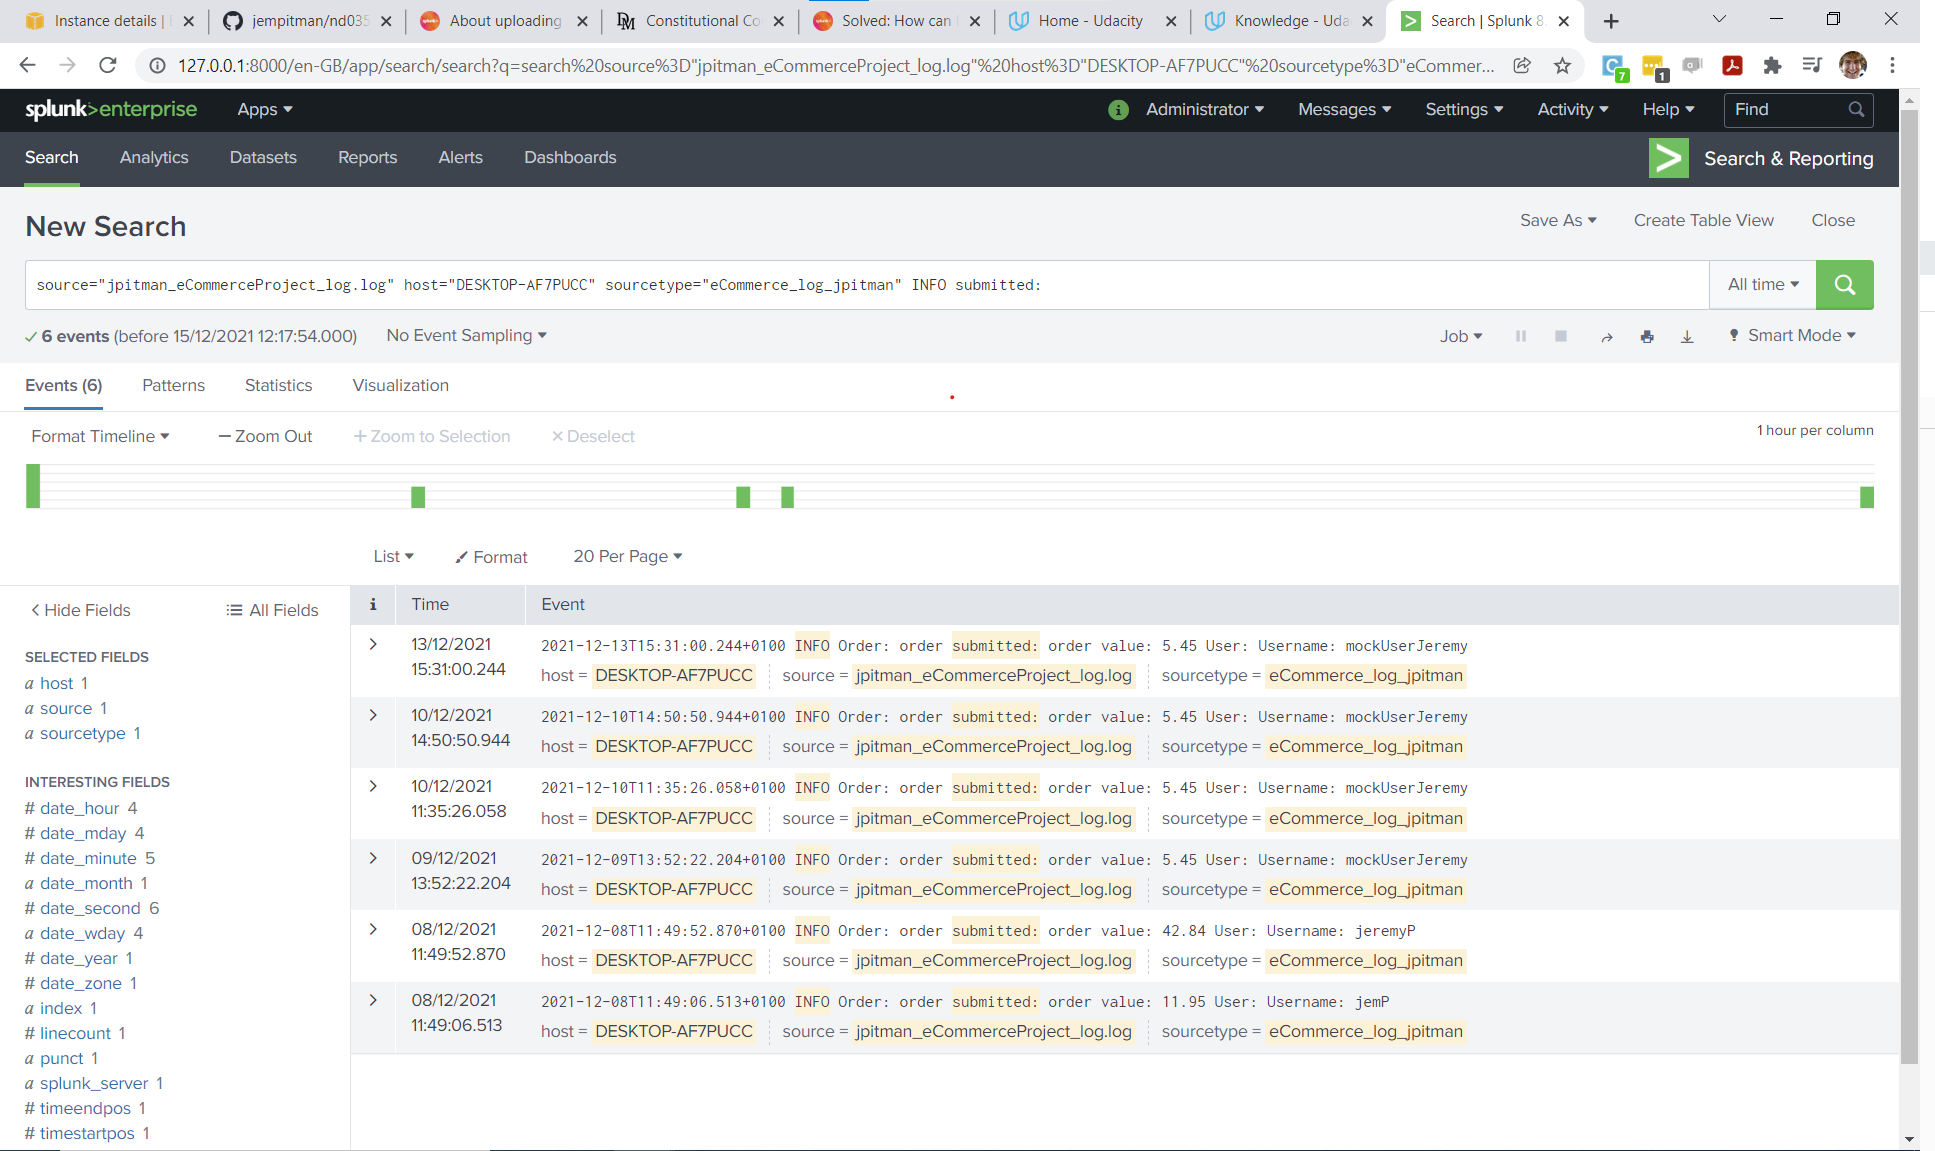 Instance details | E
jempitman/nd035
About uploading
Constitutional Co
Solved: How can I
Home - Udacity
Knowledge - Uda
Search | Splunk 8.
127.0.0.1:8000/en-GB/app/search/search?q=search%20source%3D"jpitman_eCommerceProject_log.log"%20host%3D"DESKTOP-AF7PUCC"%20sourcetype%3D"eCommer...
7
1
splunk>enterprise Apps
i Administrator Messages Settings Activity Help Find
Search Analytics Datasets Reports Alerts Dashboards
Search & Reporting
New Search
Save As Create Table View Close
source="jpitman_eCommerceProject_log.log" host="DESKTOP-AF7PUCC" sourcetype="eCommerce_log_jpitman" INFO submitted:
All time
6 events (before 15/12/2021 12:17:54.000) No Event Sampling
Job Smart Mode
Events (6) Patterns Statistics Visualization
Format Timeline — Zoom Out + Zoom to Selection × Deselect
1 hour per column
List Format 20 Per Page
Hide Fields All Fields
SELECTED FIELDS
a host 1
a source 1
a sourcetype 1
INTERESTING FIELDS
# date_hour 4
# date_mday 4
# date_minute 5
a date_month 1
# date_second 6
a date_wday 4
# date_year 1
# date_zone 1
a index 1
# linecount 1
a punct 1
a splunk_server 1
# timeendpos 1
# timestartpos 1
i Time Event
13/12/2021
15:31:00.244
2021-12-13T15:31:00.244+0100 INFO Order: order submitted: order value: 5.45 User: Username: mockUserJeremy
host = DESKTOP-AF7PUCC source = jpitman_eCommerceProject_log.log sourcetype = eCommerce_log_jpitman
10/12/2021
14:50:50.944
2021-12-10T14:50:50.944+0100 INFO Order: order submitted: order value: 5.45 User: Username: mockUserJeremy
host = DESKTOP-AF7PUCC source = jpitman_eCommerceProject_log.log sourcetype = eCommerce_log_jpitman
10/12/2021
11:35:26.058
2021-12-10T11:35:26.058+0100 INFO Order: order submitted: order value: 5.45 User: Username: mockUserJeremy
host = DESKTOP-AF7PUCC source = jpitman_eCommerceProject_log.log sourcetype = eCommerce_log_jpitman
09/12/2021
13:52:22.204
2021-12-09T13:52:22.204+0100 INFO Order: order submitted: order value: 5.45 User: Username: mockUserJeremy
host = DESKTOP-AF7PUCC source = jpitman_eCommerceProject_log.log sourcetype = eCommerce_log_jpitman
08/12/2021
11:49:52.870
2021-12-08T11:49:52.870+0100 INFO Order: order submitted: order value: 42.84 User: Username: jeremyP
host = DESKTOP-AF7PUCC source = jpitman_eCommerceProject_log.log sourcetype = eCommerce_log_jpitman
08/12/2021
11:49:06.513
2021-12-08T11:49:06.513+0100 INFO Order: order submitted: order value: 11.95 User: Username: jemP
host = DESKTOP-AF7PUCC source = jpitman_eCommerceProject_log.log sourcetype = eCommerce_log_jpitman